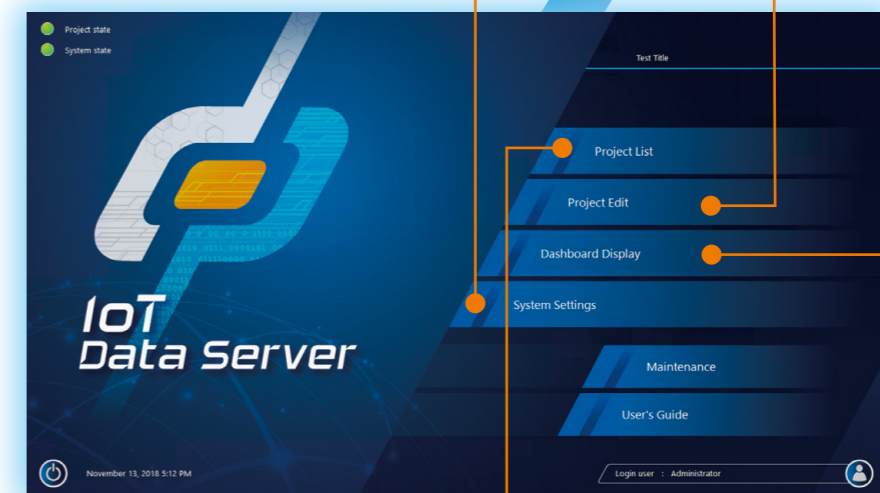 Project state
System state
Test Title
Project List
Project Edit
Dashboard Display
System Settings
IoT
Data Server
Maintenance
User's Guide
November 13, 2018 5:12 PM
Login user : Administrator